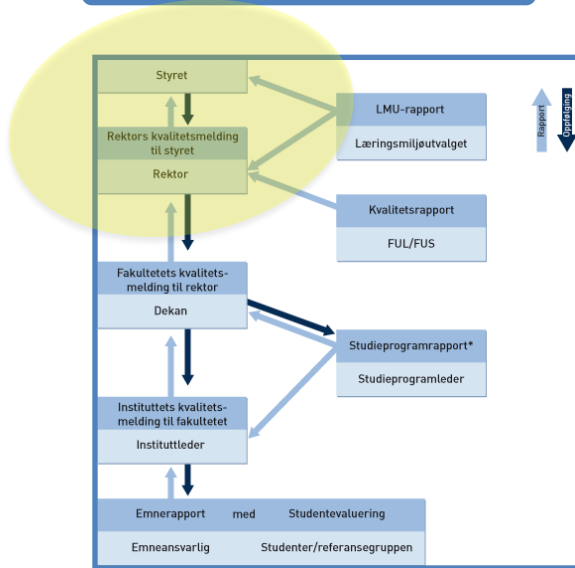 Styret
Rektors kvalitetsmelding
til styret
Rektor
LMU-rapport
Læringsmiljøutvalget
Rapport
Oppfølging
Kvalitetsrapport
FUL/FUS
Fakultetets kvalitets-
melding til rektor
Dekan
Studieprogramrapport*
Studieprogramleder
Instituttets kvalitets-
melding til fakultetet
Instituttleder
Emnerapport med Studentevaluering
Emneansvarlig Studenter/referansegruppen